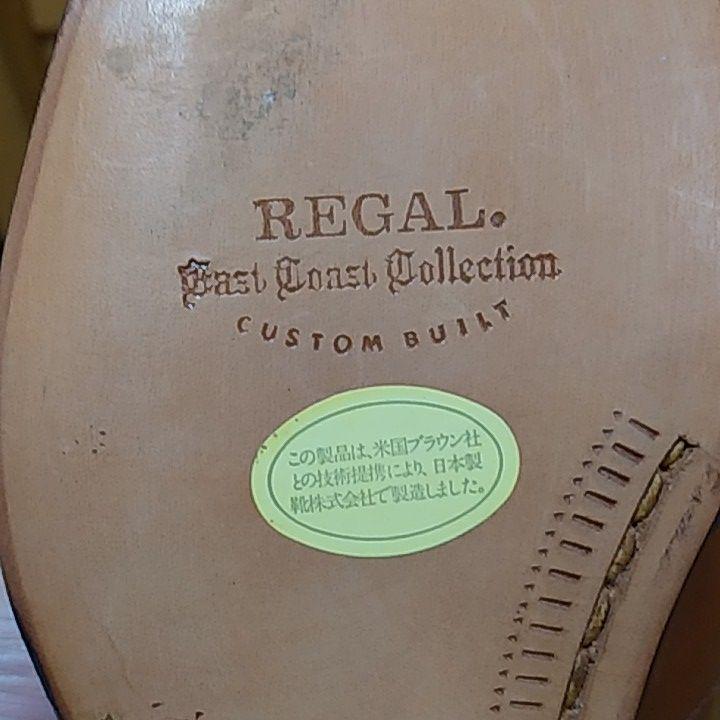 REGAL.
East Coast Collection
CUSTOM BUILT
この製品は、米国ブラウン社
との技術提携により、日本製
靴株式会社で製造しました。